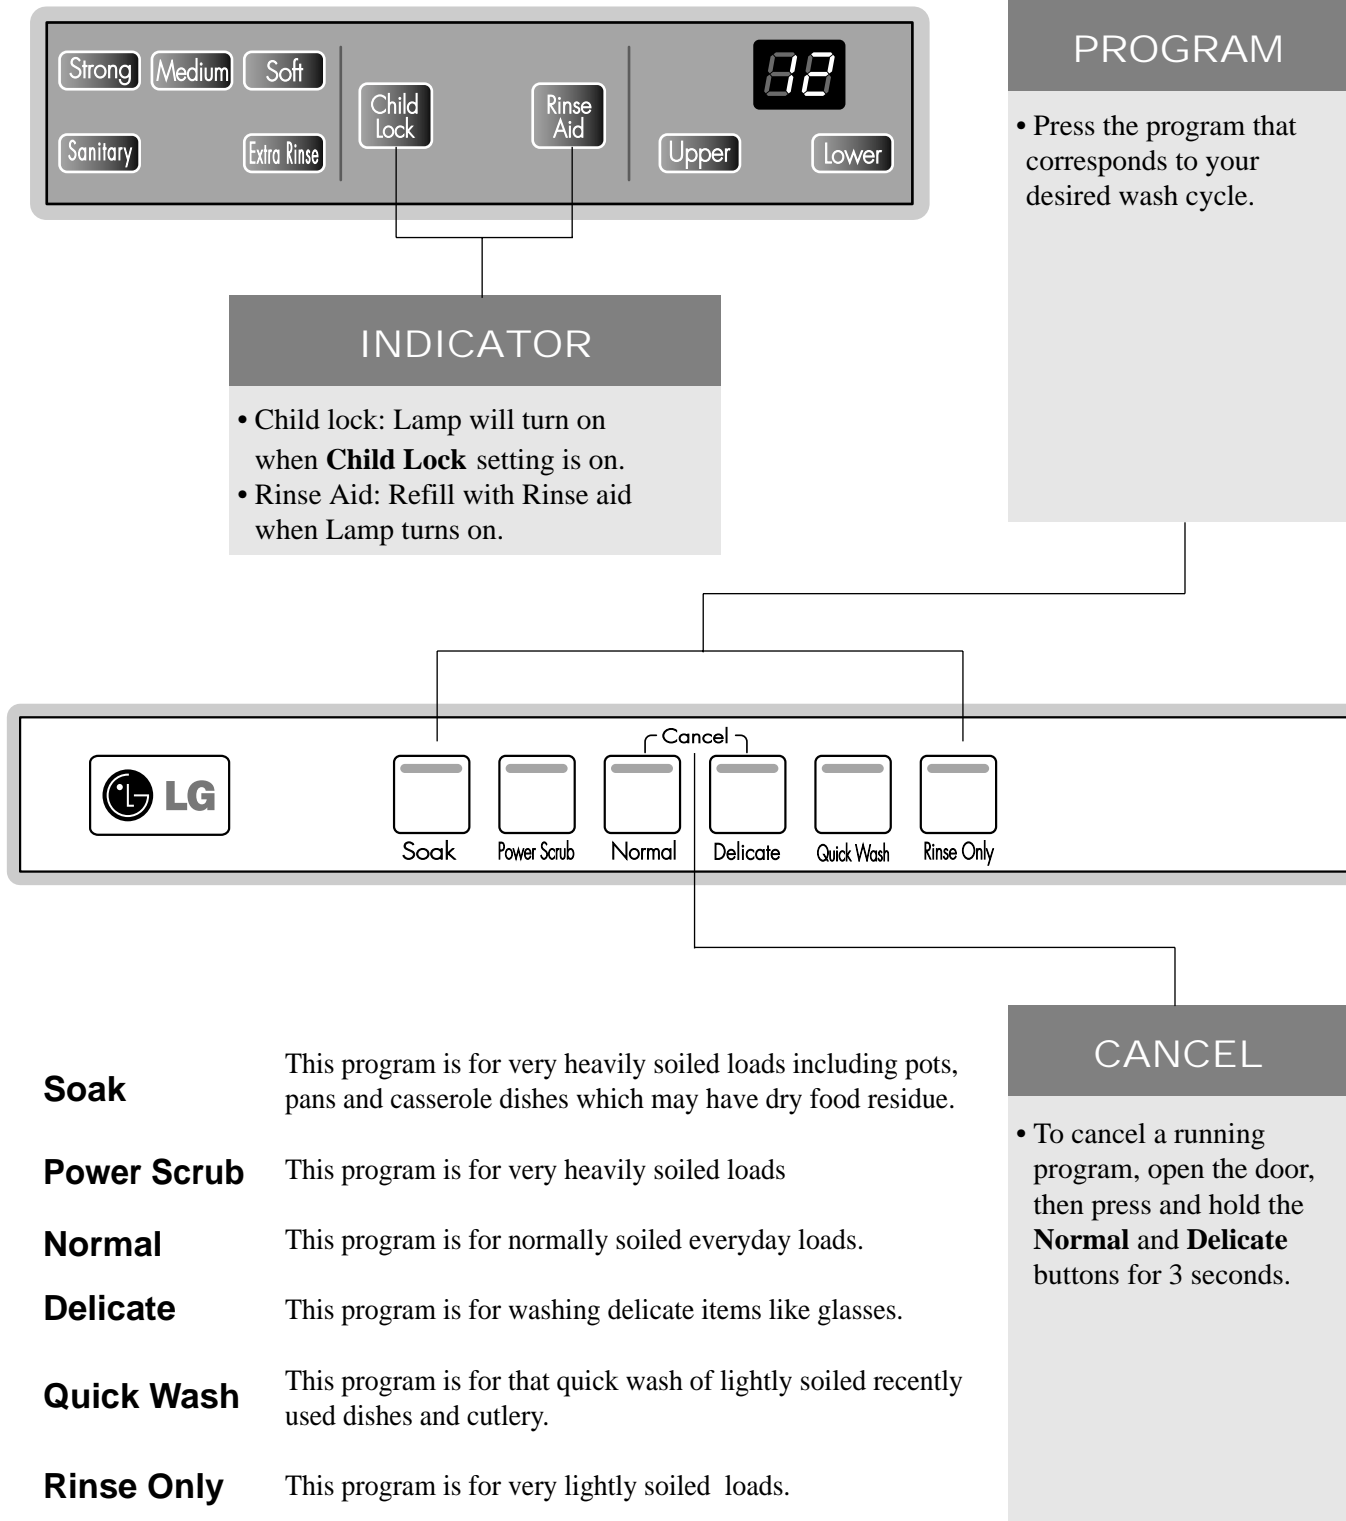 Strong Medium Soft
Child Lock
Rinse Aid
12
Sanitary Extra Rinse
Upper Lower
PROGRAM
• Press the program that
corresponds to your
desired wash cycle.
INDICATOR
• Child lock: Lamp will turn on
when Child Lock setting is on.
• Rinse Aid: Refill with Rinse aid
when Lamp turns on.
Cancel
LG
Soak Power Scrub Normal Delicate Quick Wash Rinse Only
Soak
This program is for very heavily soiled loads including pots,
pans and casserole dishes which may have dry food residue.
Power Scrub
This program is for very heavily soiled loads
Normal
This program is for normally soiled everyday loads.
Delicate
This program is for washing delicate items like glasses.
Quick Wash
This program is for that quick wash of lightly soiled recently
used dishes and cutlery.
Rinse Only
This program is for very lightly soiled loads.
CANCEL
• To cancel a running
program, open the door,
then press and hold the
Normal and Delicate
buttons for 3 seconds.